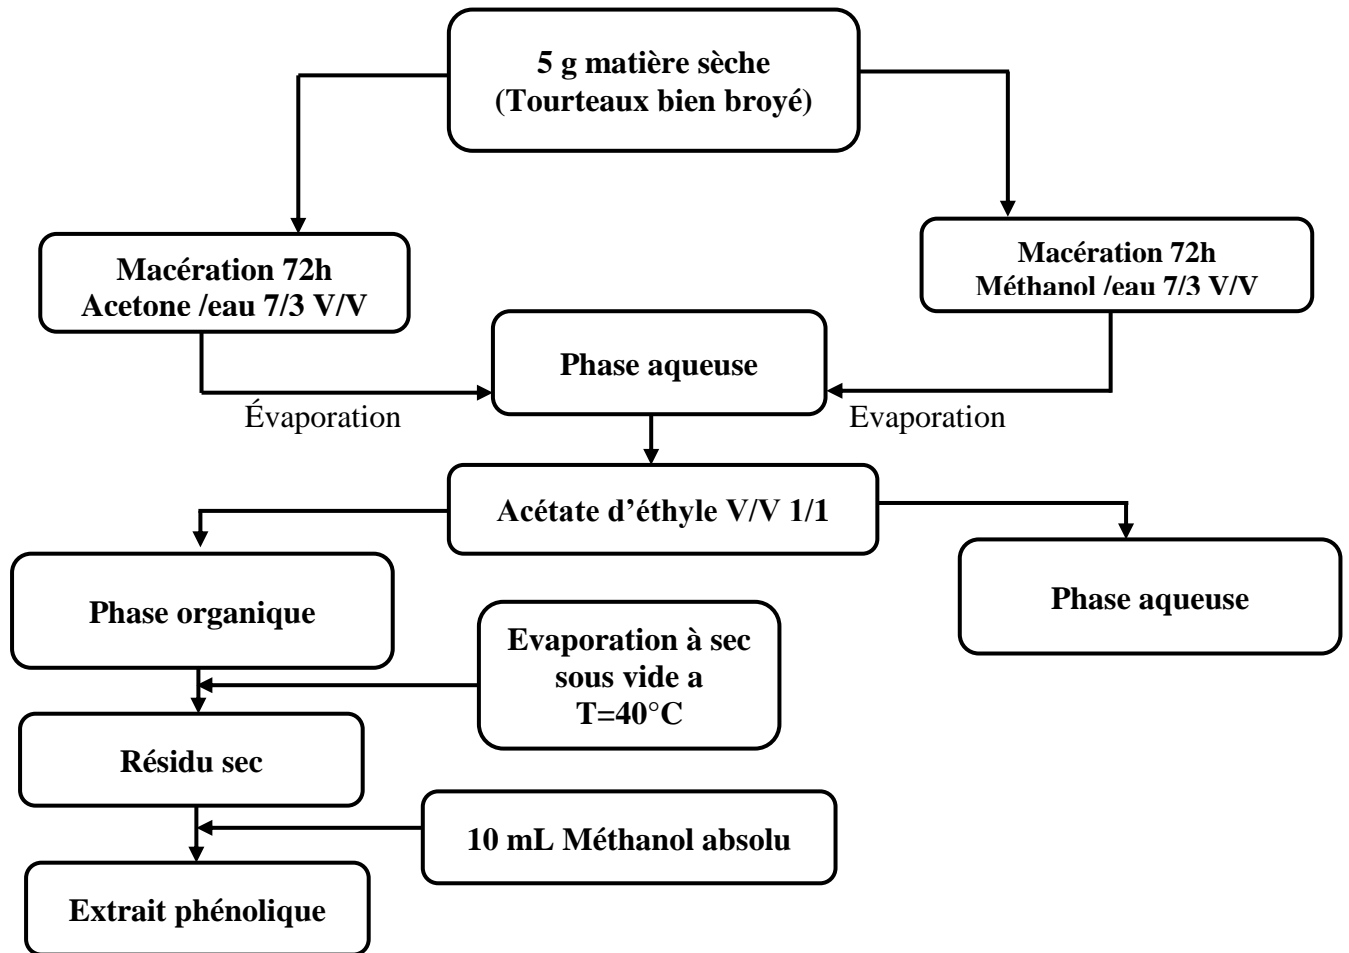 5 g matière sèche
(Tourteaux bien broyé)
Macération 72h
Acetone /eau 7/3 V/V
Macération 72h
Méthanol /eau 7/3 V/V
Phase aqueuse
Évaporation
Evaporation
Acétate d'éthyle V/V 1/1
Phase organique
Phase aqueuse
Evaporation à sec
sous vide a
T=40°C
Résidu sec
10 mL Méthanol absolu
Extrait phénolique